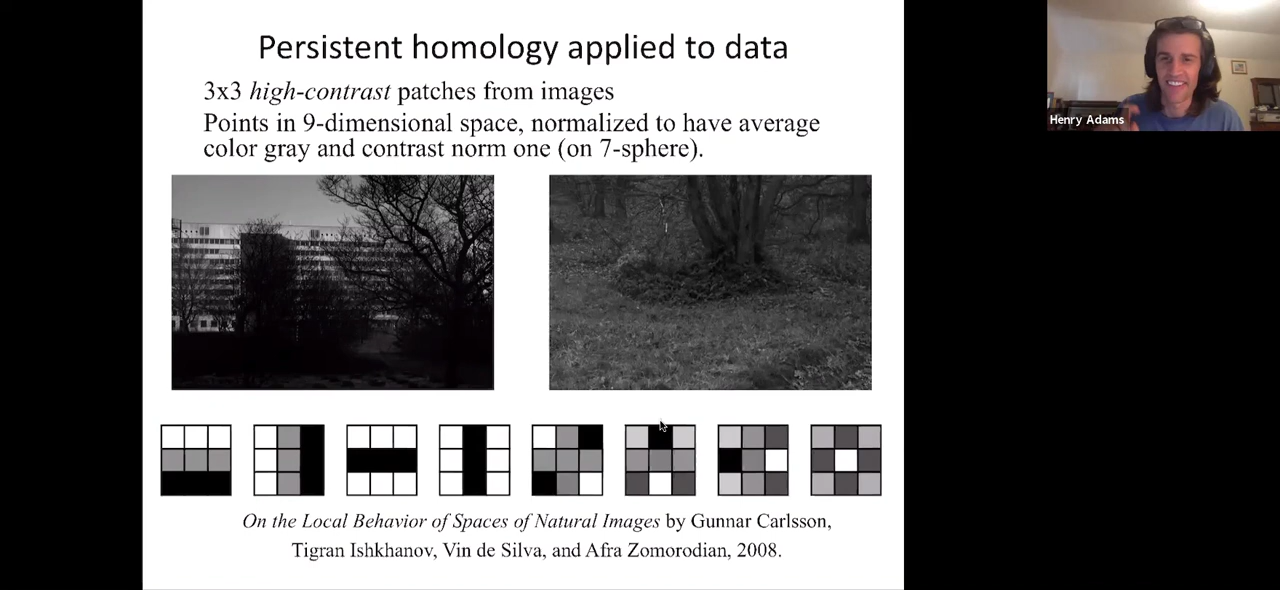 Persistent homology applied to data
3x3 high-contrast patches from images
Points in 9-dimensional space, normalized to have average
color gray and contrast norm one (on 7-sphere).
Henry Adams
On the Local Behavior of Spaces of Natural Images by Gunnar Carlsson,
Tigran Ishkhanov, Vin de Silva, and Afra Zomorodian, 2008.